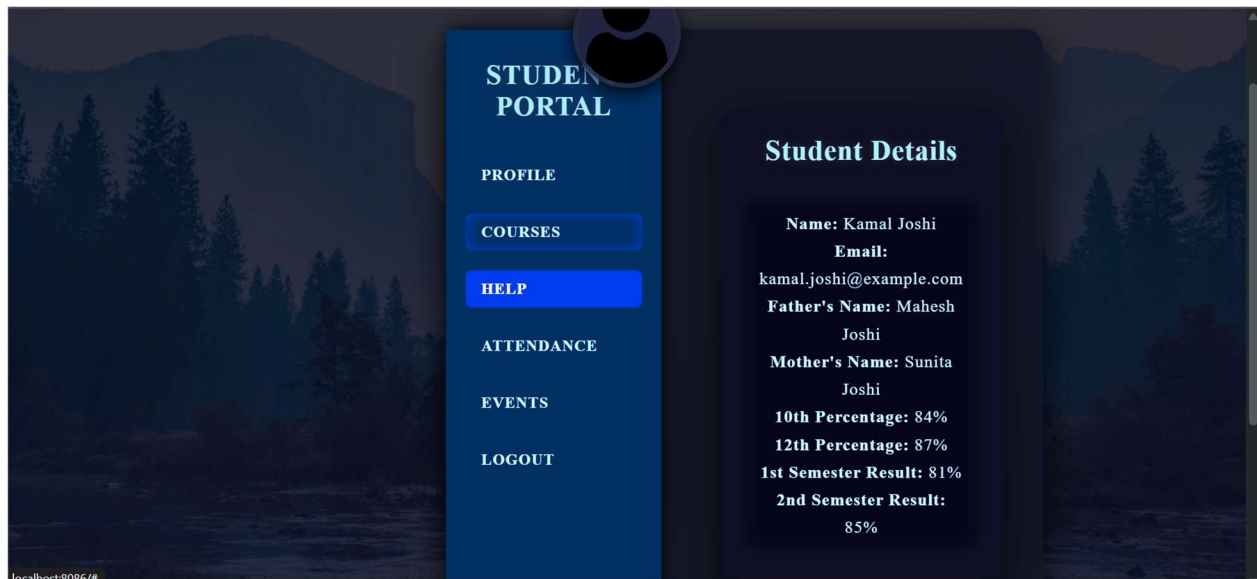 STUDEN
PORTAL
PROFILE
COURSES
HELP
ATTENDANCE
EVENTS
LOGOUT
Student Details
Name: Kamal Joshi
Email:
kamal.joshi@example.com
Father's Name: Mahesh
Joshi
Mother's Name: Sunita
Joshi
10th Percentage: 84%
12th Percentage: 87%
1st Semester Result: 81%
2nd Semester Result:
85%
localhost:8086/#